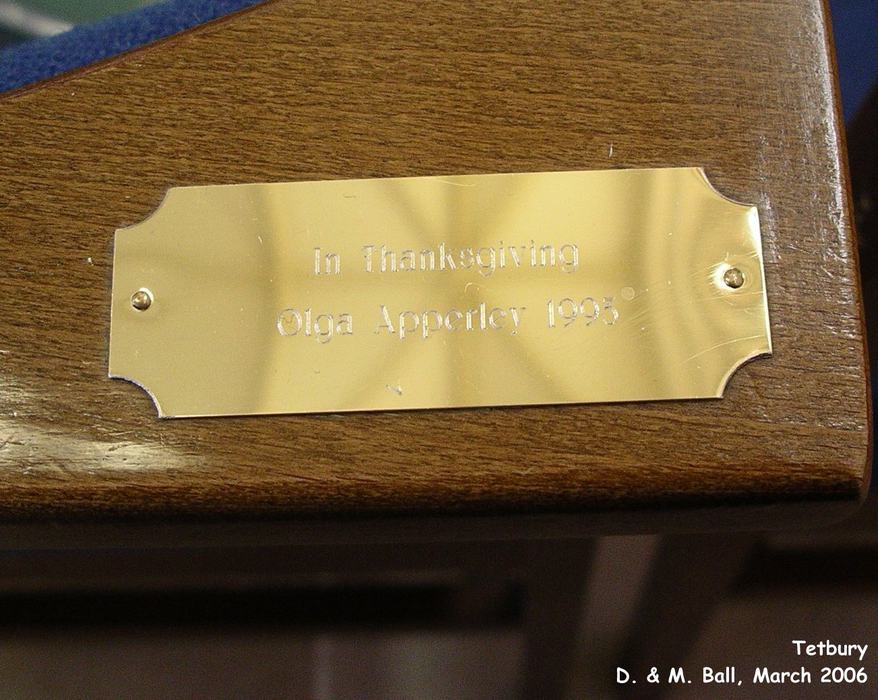 In Thanksgiving
Olga Apperley 1995
Tetbury
D. & M. Ball, March 2006